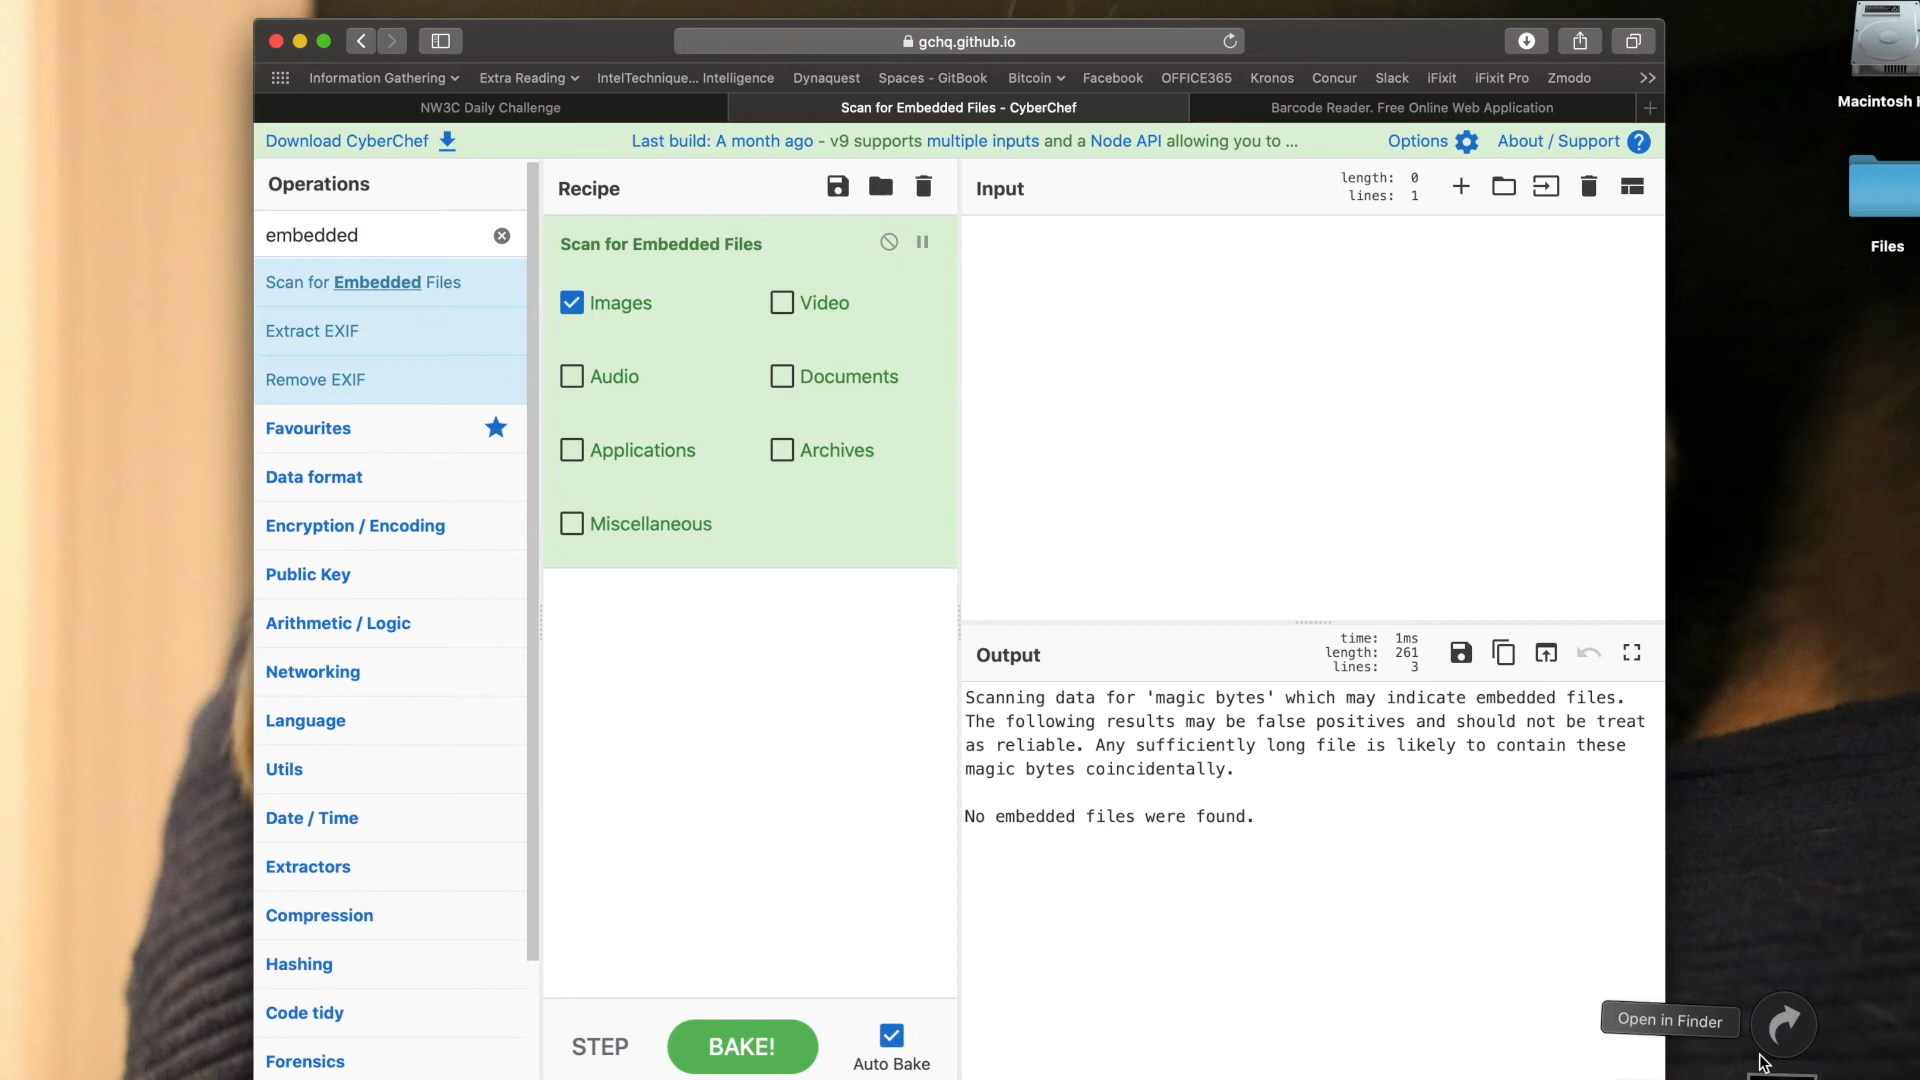 gchq.github.io
Information Gathering
Extra Reading
IntelTechnique... Intelligence
Dynaquest
Spaces - GitBook
Bitcoin
Facebook
OFFICE365
Kronos
Concur
Slack
iFixit
iFixit Pro
Zmodo
NW3C Daily Challenge
Scan for Embedded Files - CyberChef
Barcode Reader. Free Online Web Application
Download CyberChef
Last build: A month ago - v9 supports multiple inputs and a Node API allowing you to ...
Options
About / Support
Operations
embedded
Scan for Embedded Files
Extract EXIF
Remove EXIF
Favourites
Data format
Encryption / Encoding
Public Key
Arithmetic / Logic
Networking
Language
Utils
Date / Time
Extractors
Compression
Hashing
Code tidy
Forensics
Recipe
Scan for Embedded Files
Images
Video
Audio
Documents
Applications
Archives
Miscellaneous
STEP
BAKE!
Auto Bake
Input
length: 0
lines: 1
Output
time: 1ms
length: 261
lines: 3
Scanning data for 'magic bytes' which may indicate embedded files.
The following results may be false positives and should not be treat
as reliable. Any sufficiently long file is likely to contain these
magic bytes coincidentally.
No embedded files were found.
Macintosh
Files
Open in Finder